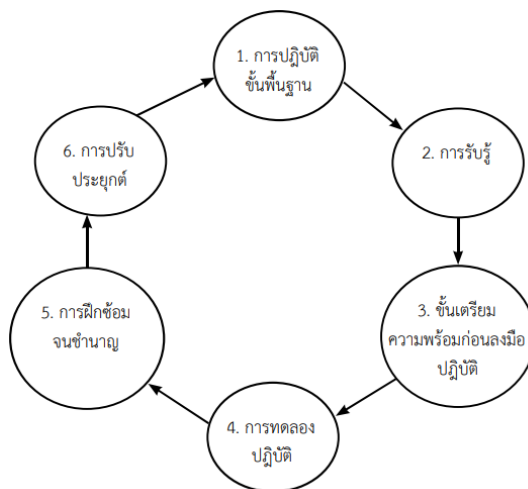 1. การปฏิบัติ
ขั้นพื้นฐาน
2. การรับรู้
3. ขั้นเตรียม
ความพร้อมก่อนลงมือ
ปฏิบัติ
4. การทดลอง
ปฏิบัติ
5. การฝึกซ้อม
จนชำนาญ
6. การปรับ
ประยุกต์